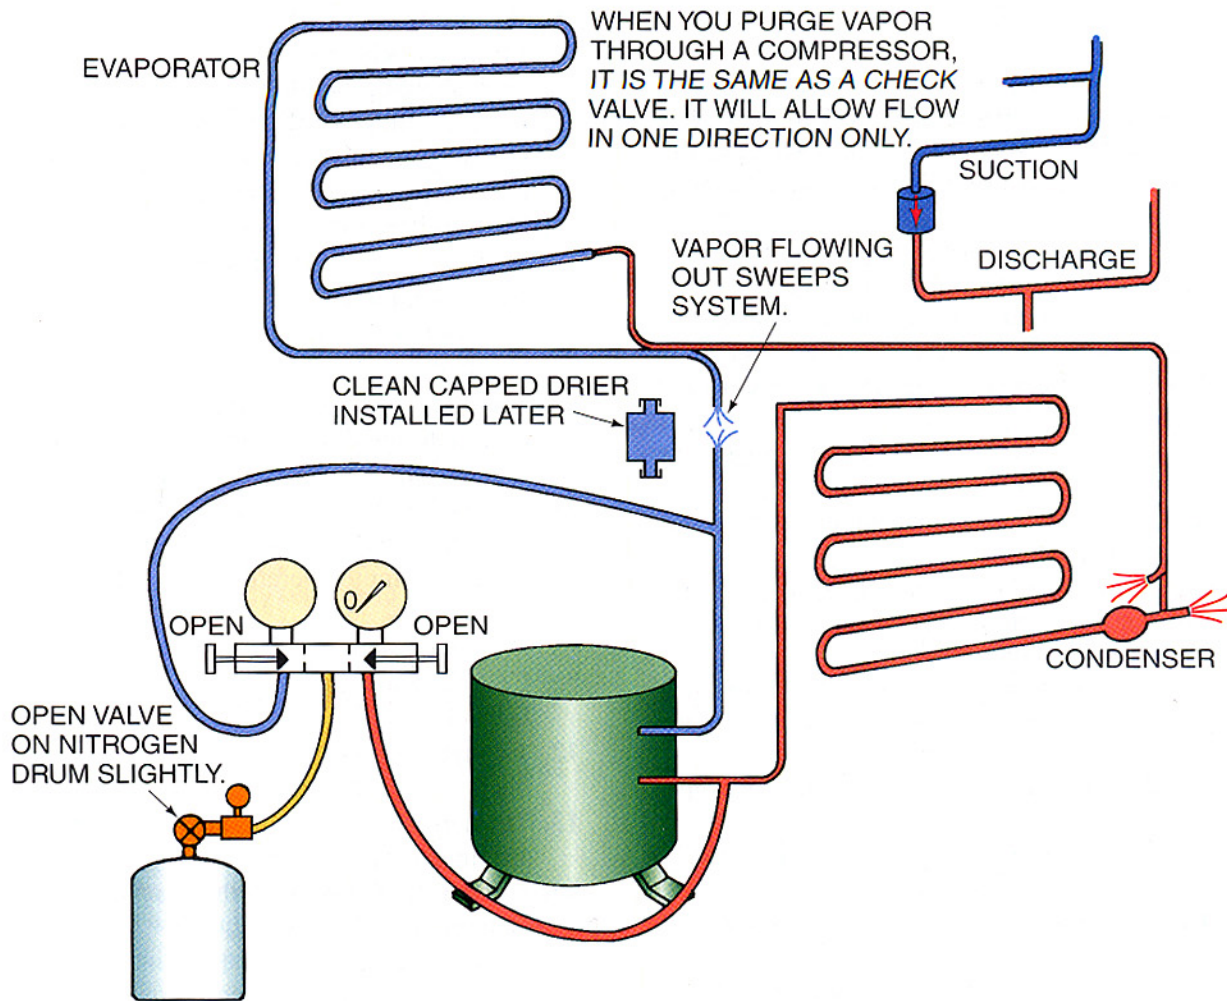 EVAPORATOR
WHEN YOU PURGE VAPOR
THROUGH A COMPRESSOR,
IT IS THE SAME AS A CHECK
VALVE. IT WILL ALLOW FLOW
IN ONE DIRECTION ONLY.
SUCTION
DISCHARGE
VAPOR FLOWING
OUT SWEEPS
SYSTEM.
CLEAN CAPPED DRIER
INSTALLED LATER
0
OPEN
OPEN
CONDENSER
OPEN VALVE
ON NITROGEN
DRUM SLIGHTLY.